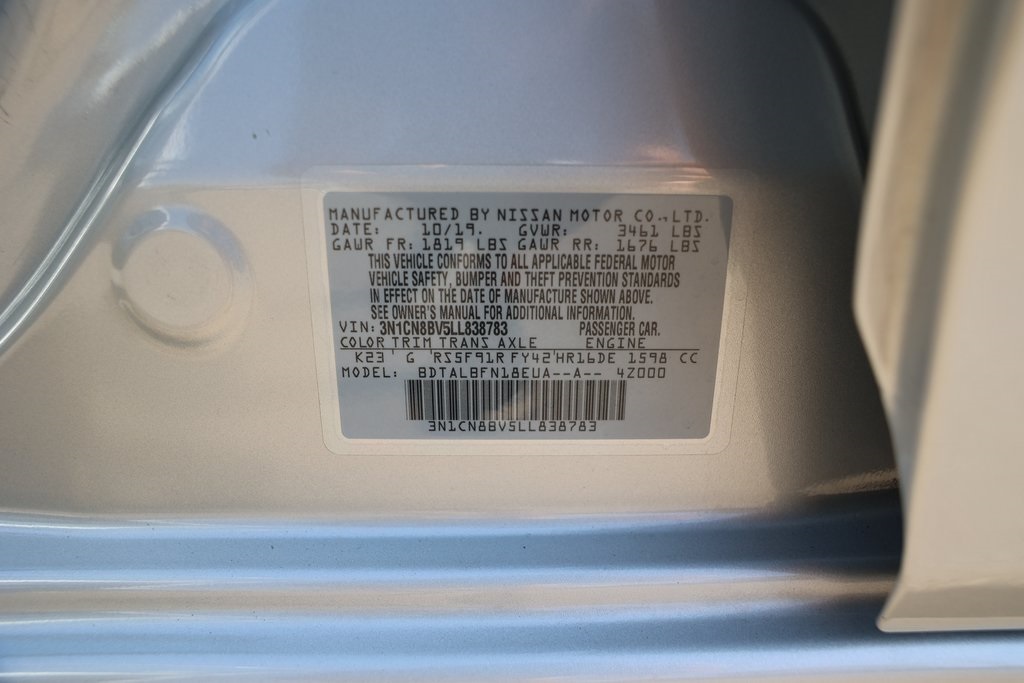 MANUFACTURED BY NISSAN MOTOR CO.,LTD.
DATE: 10/19. GVWR: 3461 LBS
GAWR FR: 1819 LBS GAWR RR: 1676 LBS
THIS VEHICLE CONFORMS TO ALL APPLICABLE FEDERAL MOTOR
VEHICLE SAFETY, BUMPER AND THEFT PREVENTION STANDARDS
IN EFFECT ON THE DATE OF MANUFACTURE SHOWN ABOVE.
SEE OWNER'S MANUAL FOR ADDITIONAL INFORMATION.
VIN: 3N1CN8BV5LL838783 PASSENGER CAR.
COLOR TRIM TRANS AXLE ENGINE
K23 ' G 'RS5F91R FY42'HR16DE 1598 CC
MODEL: BDTALBFN18EUA--A-- 4Z000
3N1CN8BV5LL838783